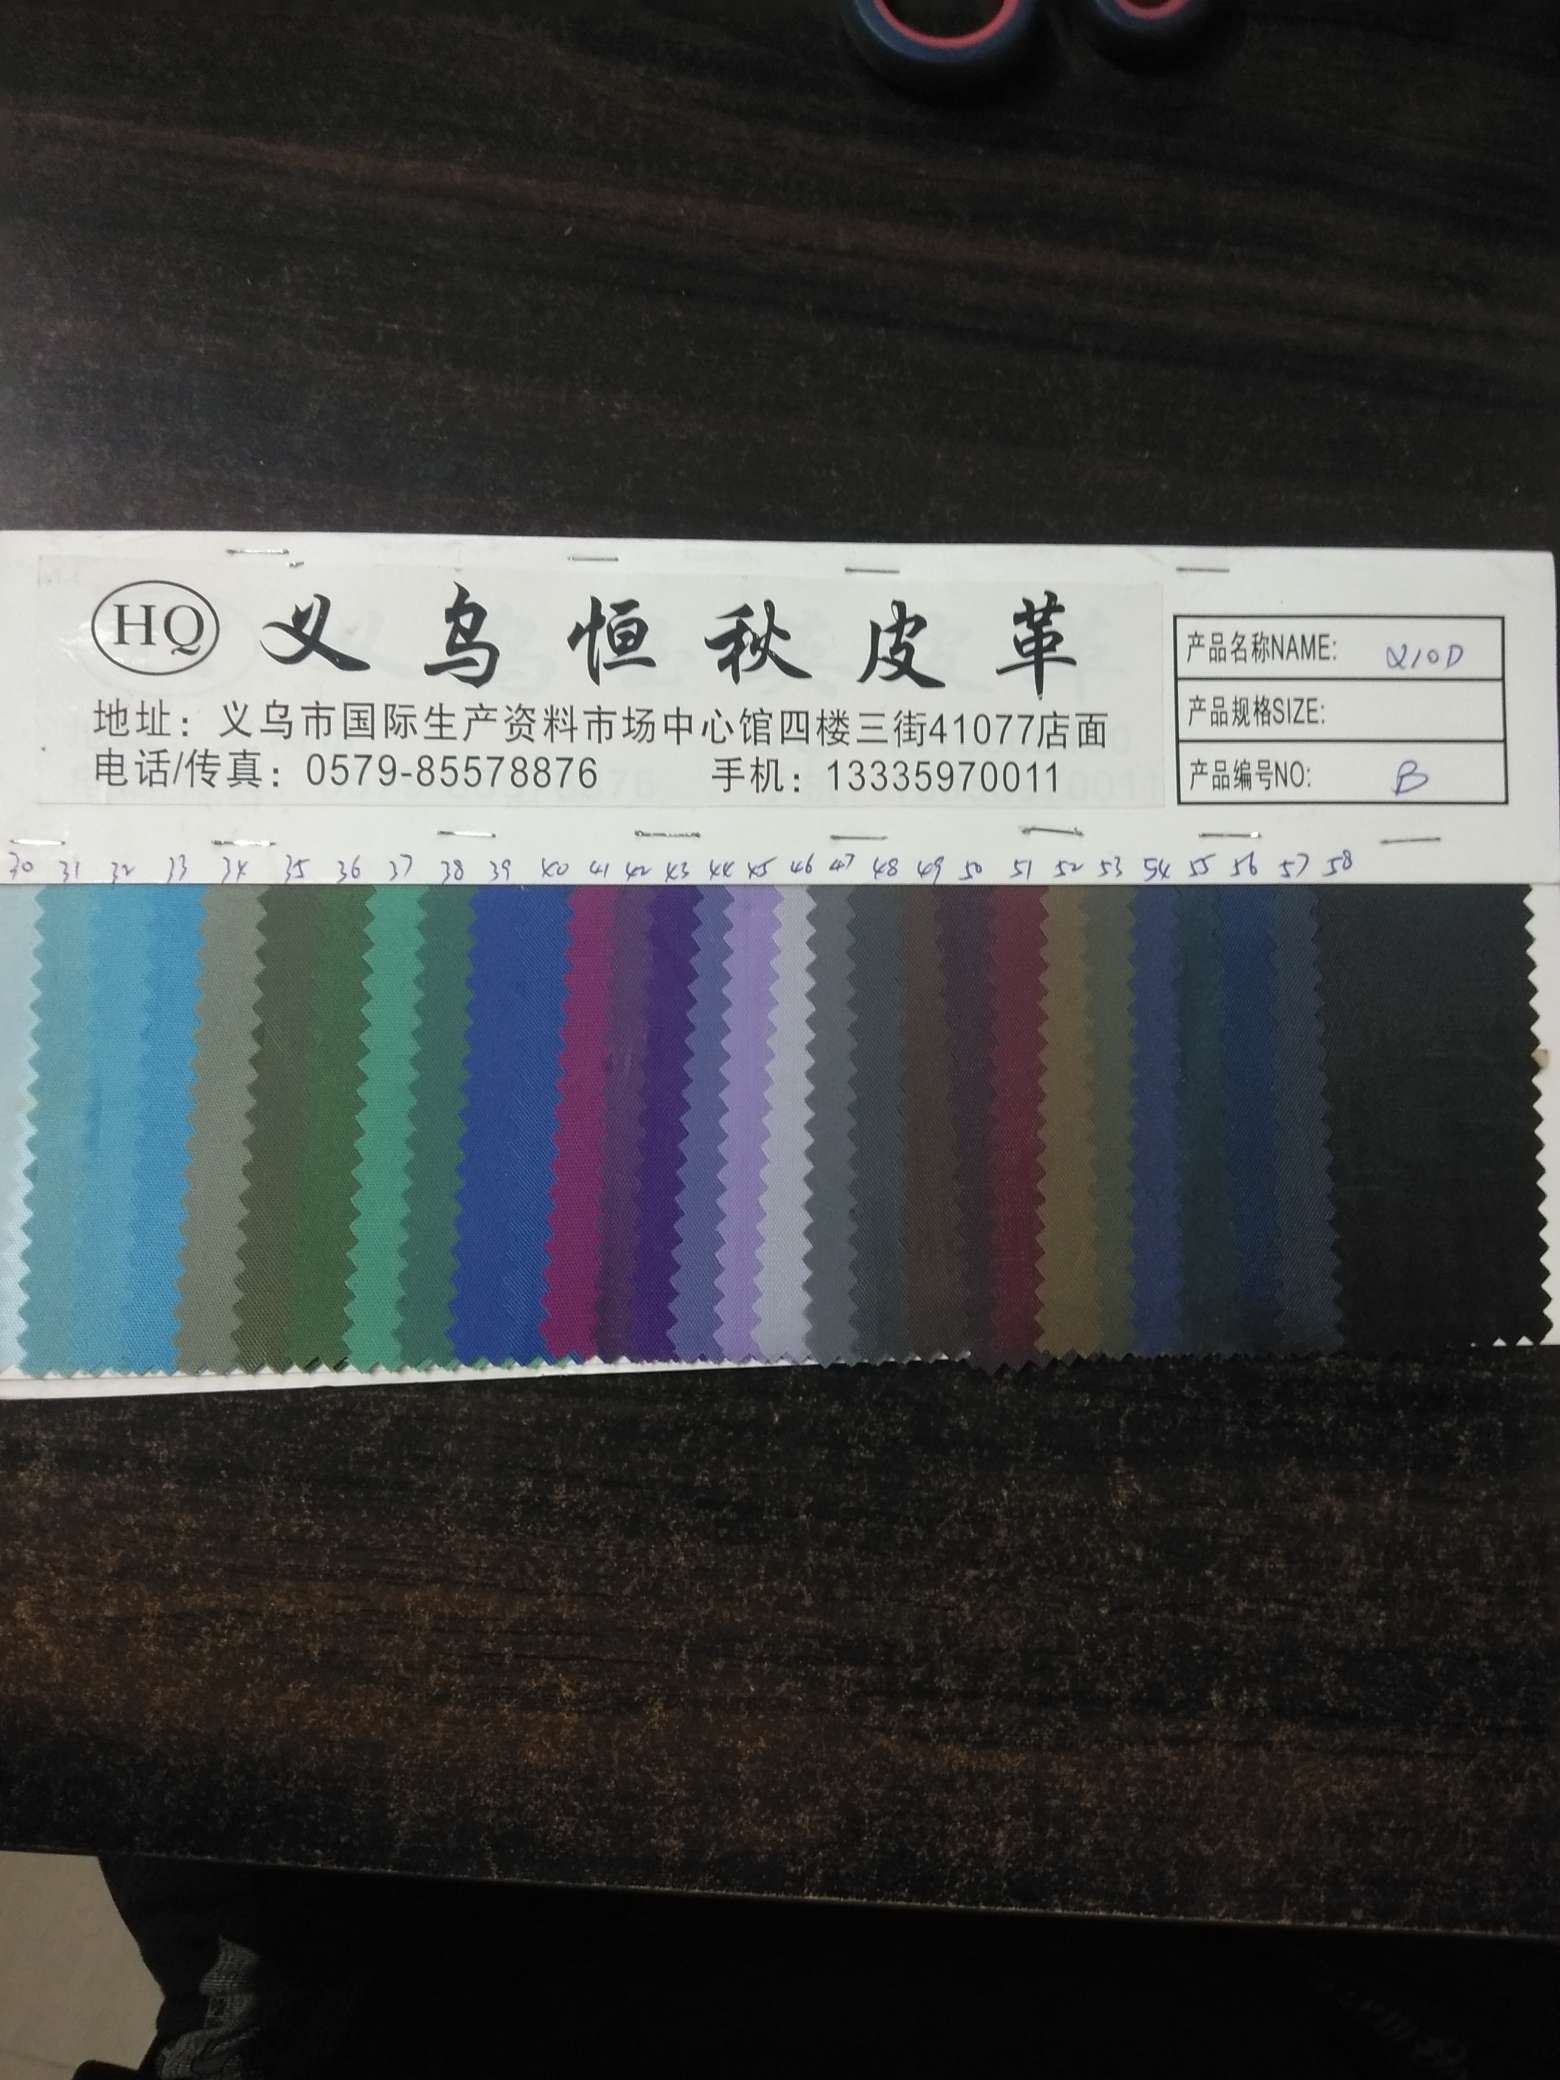 HQ 义乌恒秋皮革
地址：义乌市国际生产资料市场中心馆四楼三街41077店面
电话/传真：0579-85578876 手机：13335970011
产品名称NAME: 210D
产品规格SIZE:
产品编号NO: B
30 31 32 33 34 35 36 37 38 39 40 41 42 43 44 45 46 47 48 49 50 51 52 53 54 55 56 57 58